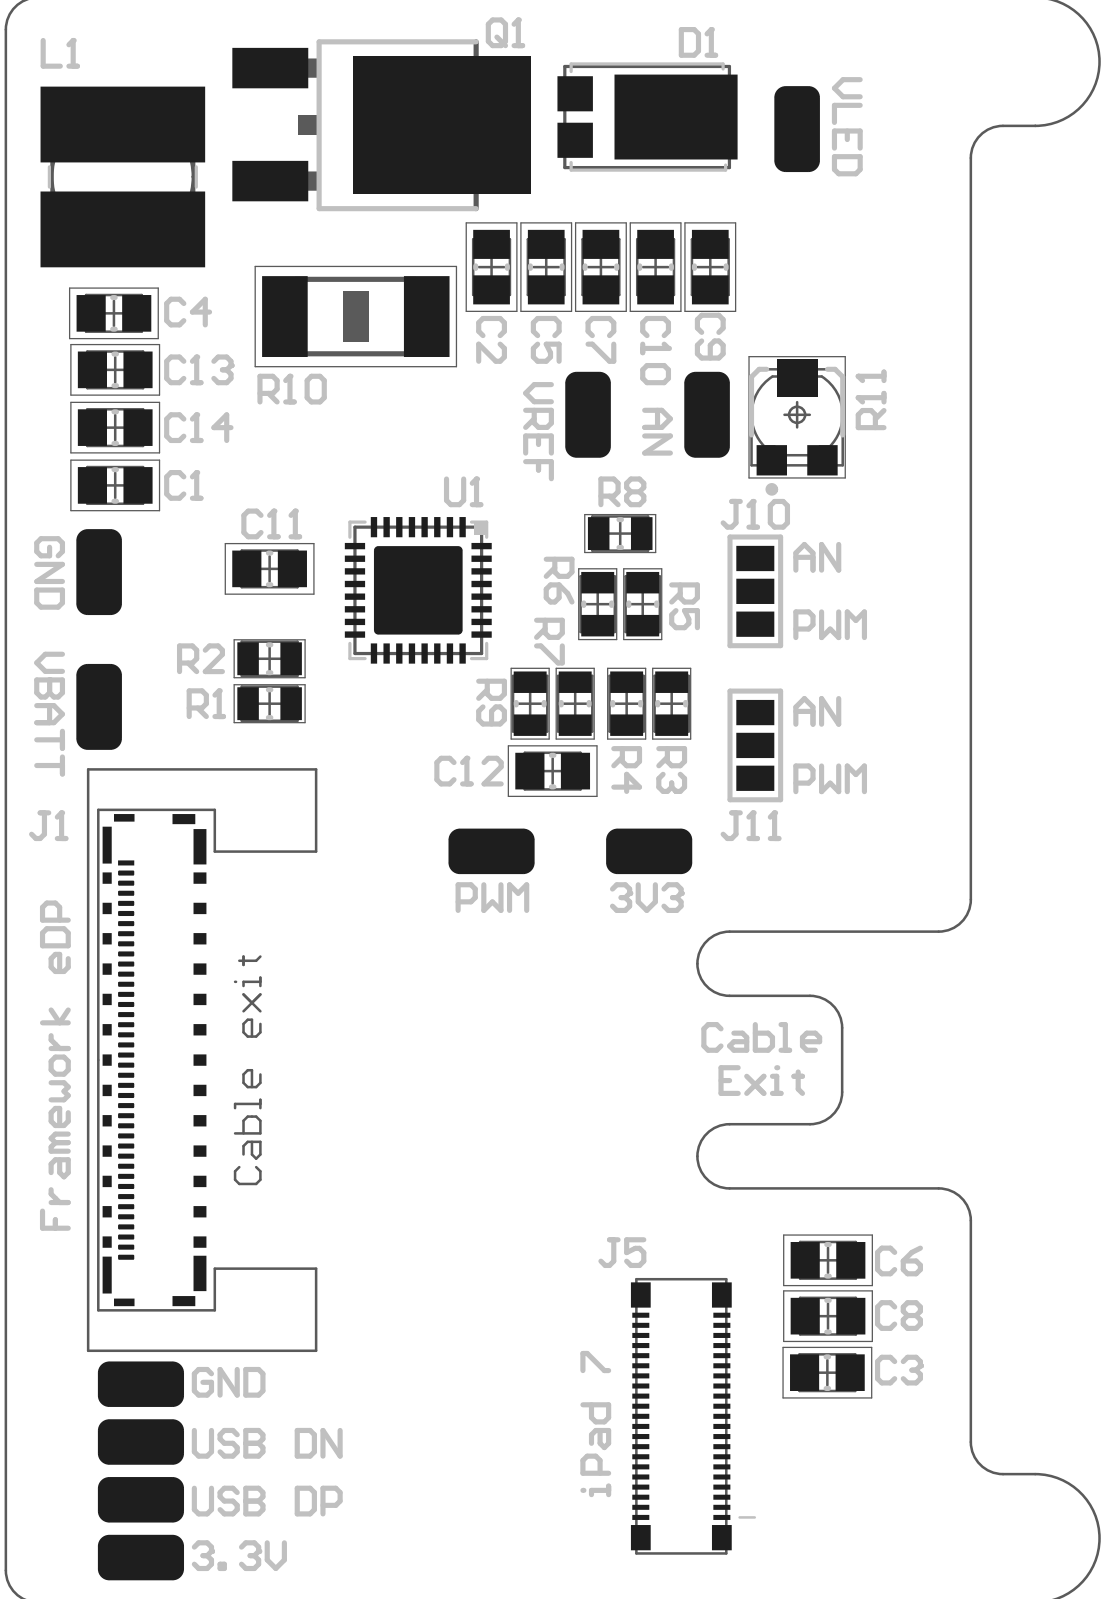 L1
Q1
D1
VLED
C4
C13
C14
C1
R10
C2
C5
C7
C10
C9
VREF
AN
R11
U1
R8
J10
AN
PWM
C11
GND
R6
R5
R7
R2
R1
VBATT
R9
R4
R3
C12
AN
PWM
J11
J1
PWM
3V3
Framework eDP
Cable exit
Cable
Exit
J5
C6
C8
C3
iPad 7
GND
USB DN
USB DP
3.3V